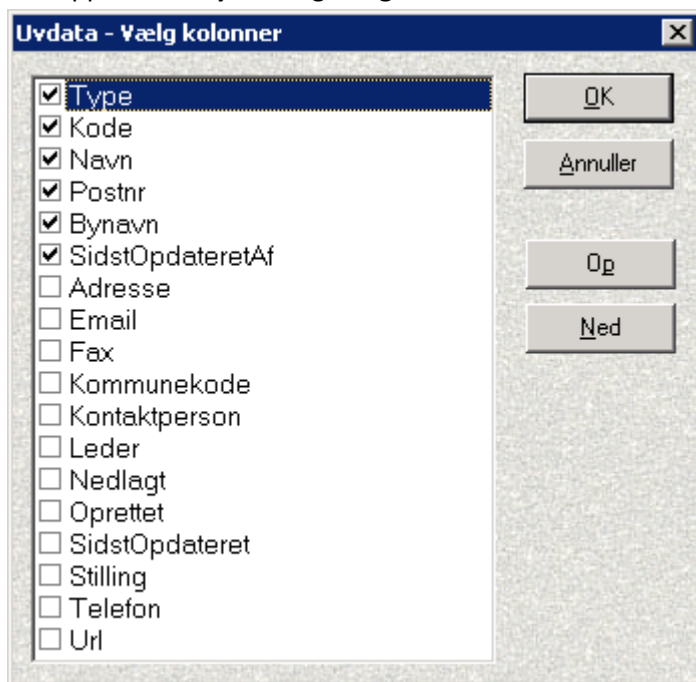 Uvdata - Vælg kolonner
Type
Kode
Navn
Postnr
Bynavn
SidstOpdateretAf
Adresse
Email
Fax
Kommunekode
Kontaktperson
Leder
Nedlagt
Oprettet
SidstOpdateret
Stilling
Telefon
Url
OK
Annuller
Op
Ned